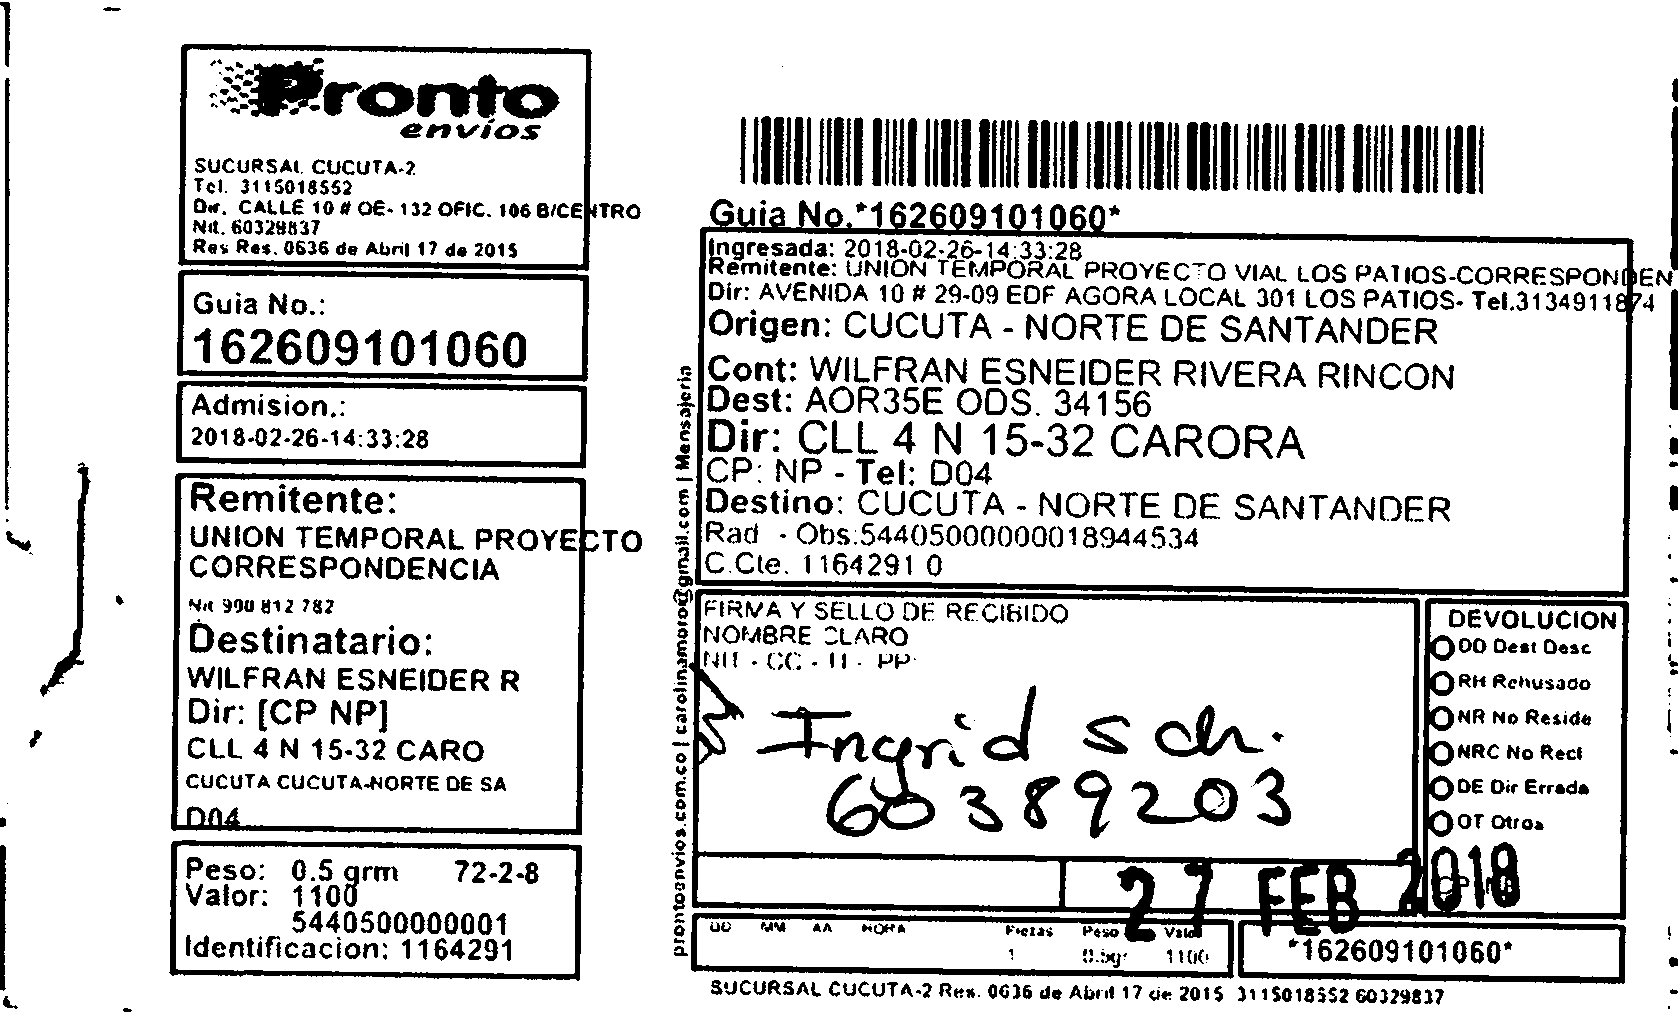 Pronto
envíos
SUCURSAL CUCUTA-2
Tel. 3115018552
Dir. CALLE 10 # OE- 132 OFIC. 106 B/CENTRO
Nit. 60329837
Res Res. 0636 de Abril 17 de 2015
Guia No.:
162609101060
Admision.:
2018-02-26-14:33:28
Remitente:
UNION TEMPORAL PROYECTO
CORRESPONDENCIA
Nit 900 812 782
Destinatario:
WILFRAN ESNEIDER R
Dir: [CP NP]
CLL 4 N 15-32 CARO
CUCUTA CUCUTA-NORTE DE SA
D04
Peso: 0.5 grm 72-2-8
Valor: 1100
5440500000001
Identificacion: 1164291
prontoenvios.com.co | carolinamoro@gmail.com | Mensajeria
Guia No.*162609101060*
Ingresada: 2018-02-26-14:33:28
Remitente: UNION TEMPORAL PROYECTO VIAL LOS PATIOS-CORRESPONDEN
Dir: AVENIDA 10 # 29-09 EDF AGORA LOCAL 301 LOS PATIOS- Tel.3134911874
Origen: CUCUTA - NORTE DE SANTANDER
Cont: WILFRAN ESNEIDER RIVERA RINCON
Dest: AOR35E ODS. 34156
Dir: CLL 4 N 15-32 CARORA
CP: NP - Tel: D04
Destino: CUCUTA - NORTE DE SANTANDER
Rad - Obs:544050000000018944534
C.Cte. 1164291 0
FIRMA Y SELLO DE RECIBIDO
NOMBRE CLARO
NIT - CC - TI - PP
Ingrid sch.
60389203
DEVOLUCION
DD Dest Desc
RH Rehusado
NR No Reside
NRC No Recl
DE Dir Errada
OT Otros
27 FEB 2018
DD MM AA HORA Piezas Peso Valor
1 0.5gr 1100
*162609101060*
SUCURSAL CUCUTA-2 Res. 0636 de Abril 17 de 2015 3115018552 60329837